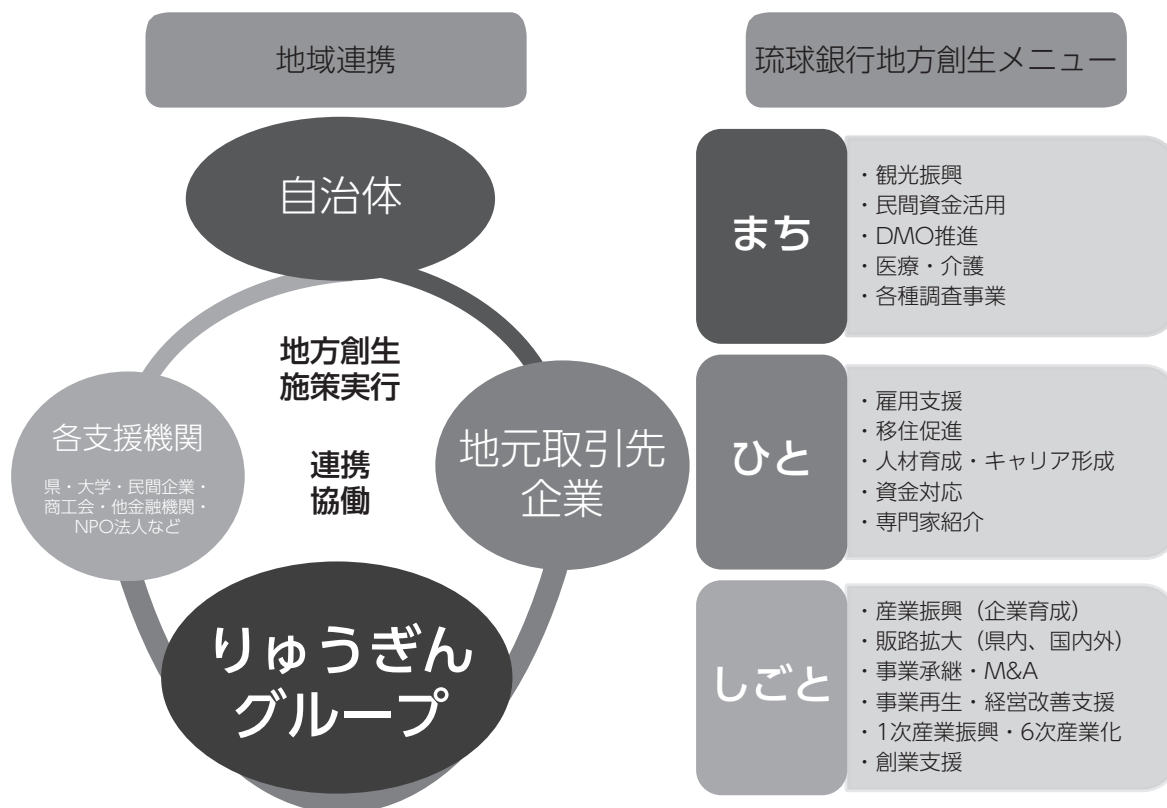 地域連携
自治体
地方創生
施策実行
連携
協働
各支援機関
県・大学・民間企業・
商工会・他金融機関・
NPO法人など
地元取引先
企業
りゅうぎん
グループ
琉球銀行地方創生メニュー
まち
・観光振興
・民間資金活用
・DMO推進
・医療・介護
・各種調査事業
ひと
・雇用支援
・移住促進
・人材育成・キャリア形成
・資金対応
・専門家紹介
しごと
・産業振興（企業育成）
・販路拡大（県内、国内外）
・事業承継・M&A
・事業再生・経営改善支援
・1次産業振興・6次産業化
・創業支援